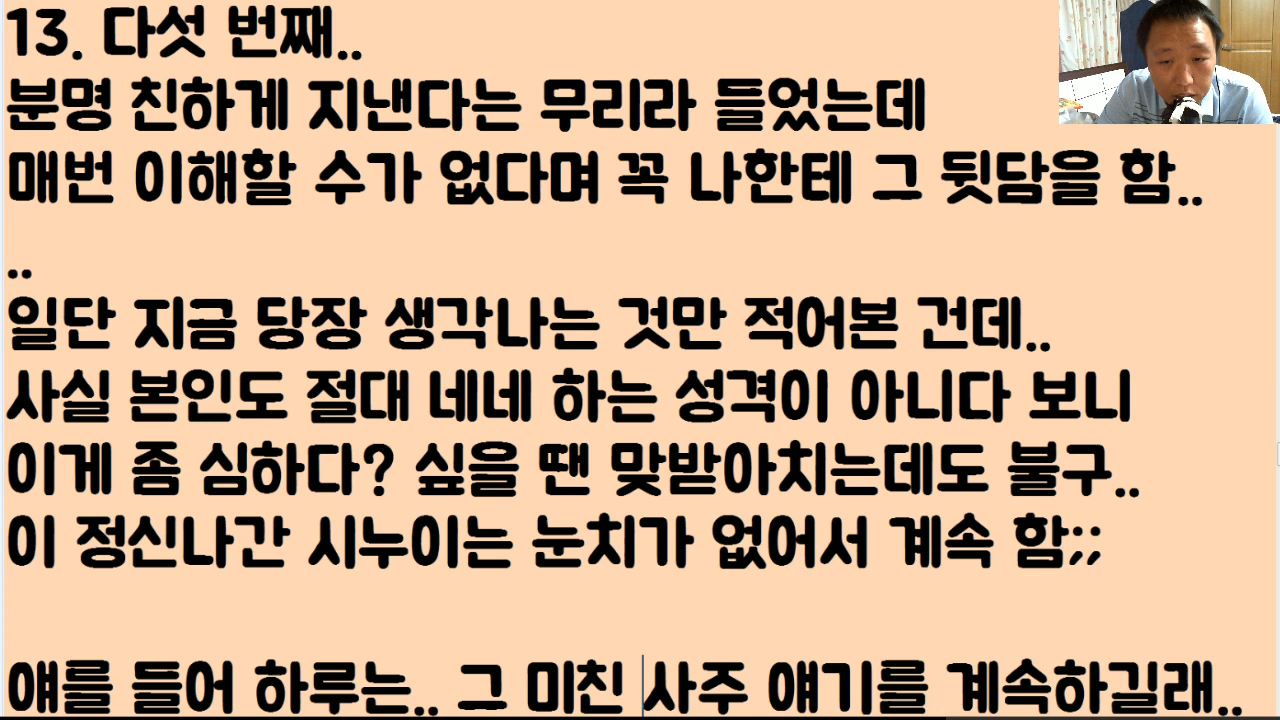 13. 다섯 번째..
분명 친하게 지낸다는 무리라 들었는데
매번 이해할 수가 없다며 꼭 나한테 그 뒷담을 함..
..
일단 지금 당장 생각나는 것만 적어본 건데..
사실 본인도 절대 네네 하는 성격이 아니다 보니
이게 좀 심하다? 싶을 땐 맞받아치는데도 불구..
이 정신나간 시누이는 눈치가 없어서 계속 함;;
얘를 들어 하루는.. 그 미친 사주 얘기를 계속하길래..